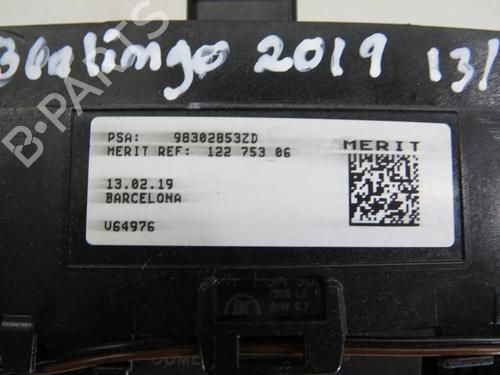 Berlingo 2019 13/
PSA: 98302853ZD
MERIT REF: 122 753 06
MERIT
13.02.19
BARCELONA
V64976
B-PARTS